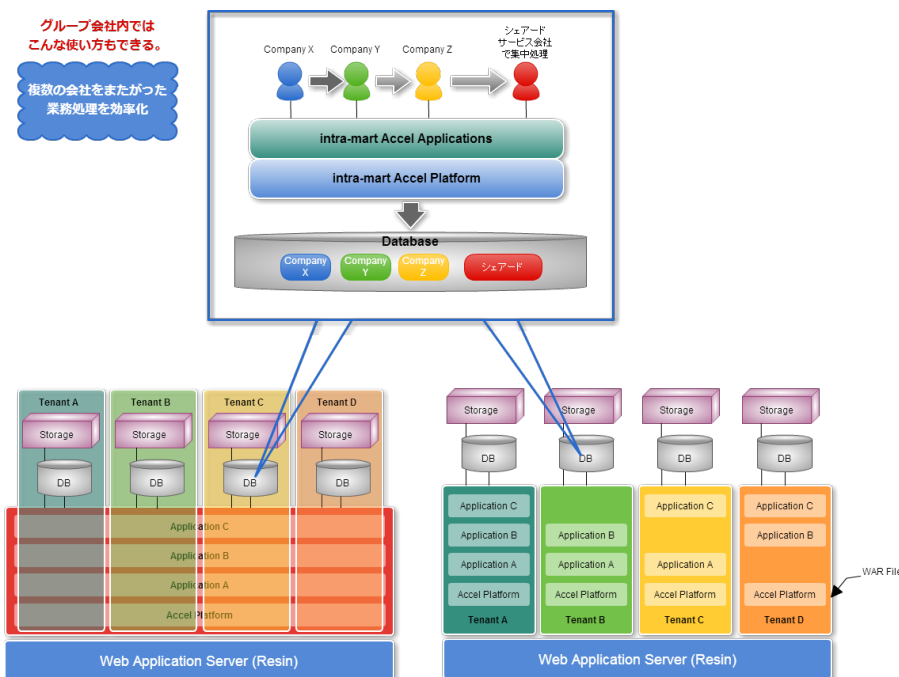 グループ会社内では
こんな使い方もできる。
複数の会社をまたがった
業務処理を効率化
Company X
Company Y
Company Z
シェアード
サービス会社
で集中処理
intra-mart Accel Applications
intra-mart Accel Platform
Database
Company
X
Company
Y
Company
Z
シェアード
Tenant A
Tenant B
Tenant C
Tenant D
Storage
Storage
Storage
Storage
DB
DB
DB
DB
Application C
Application B
Application A
Accel Platform
Web Application Server (Resin)
Storage
Storage
Storage
Storage
DB
DB
DB
DB
Application C
Application B
Application A
Accel Platform
Tenant A
Application B
Application A
Accel Platform
Tenant B
Application C
Application A
Accel Platform
Tenant C
Application C
Application B
Accel Platform
Tenant D
WAR File
Web Application Server (Resin)